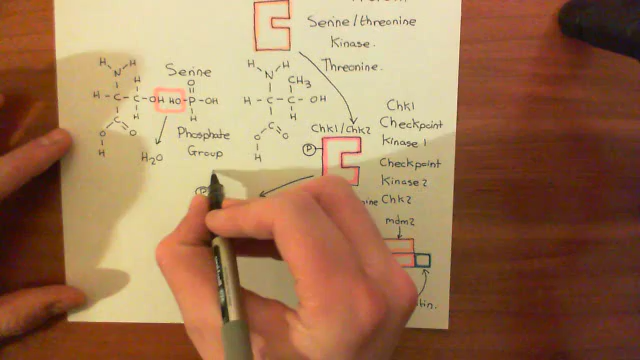 Serine/threonine
Kinase.
Threonine.
Serine
H H
N
H
H - C - C - OH HO - P - OH
O
H
H
C
O O
H
H₂O
Phosphate
Group
H H
N
CH₃
H - C - C - OH
H
C
O O
H
Chk1/Chk2
P
Chk1
Checkpoint
Kinase 1
Checkpoint
Kinase 2
Chk2
P
mdm2